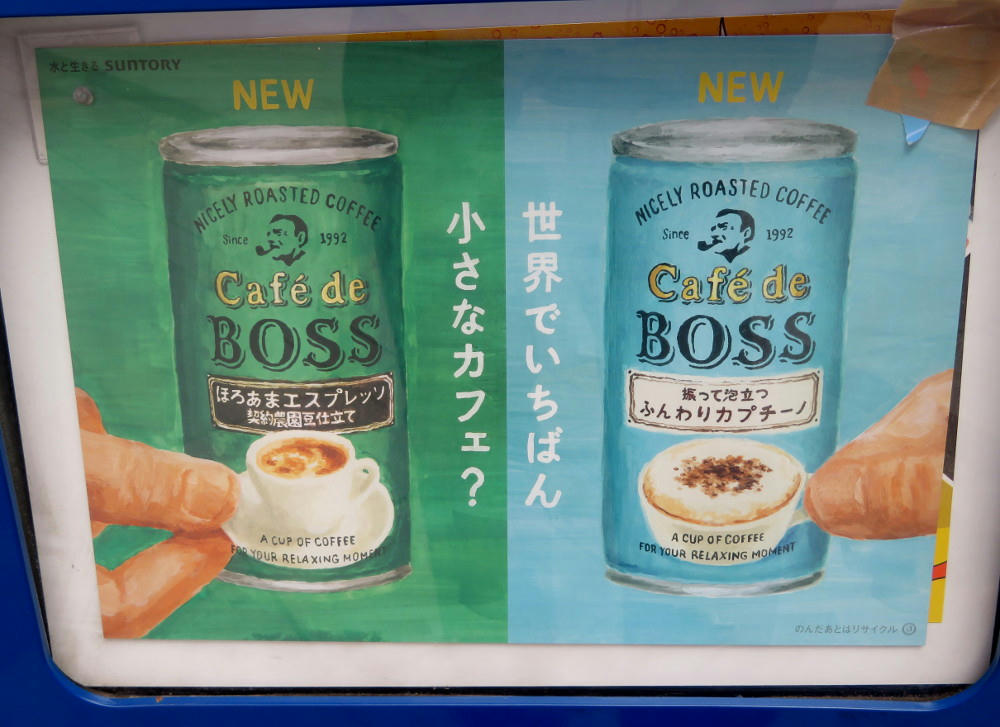 水と生きる SUNTORY
NEW
NICELY ROASTED COFFEE
Since 1992
Café de
BOSS
ほろあまエスプレッソ
契約農園豆仕立て
A CUP OF COFFEE
FOR YOUR RELAXING MOMENT
世界でいちばん
小さなカフェ?
NEW
NICELY ROASTED COFFEE
Since 1992
Café de
BOSS
振って泡立つ
ふんわりカプチーノ
A CUP OF COFFEE
FOR YOUR RELAXING MOMENT
のんだあとはリサイクル